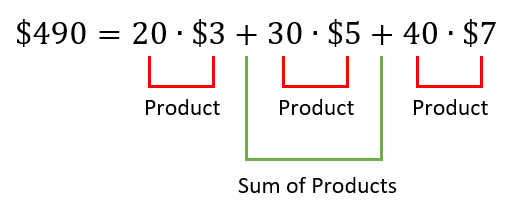 $490 = 20 · $3 + 30 · $5 + 40 · $7
Product Product Product
Sum of Products